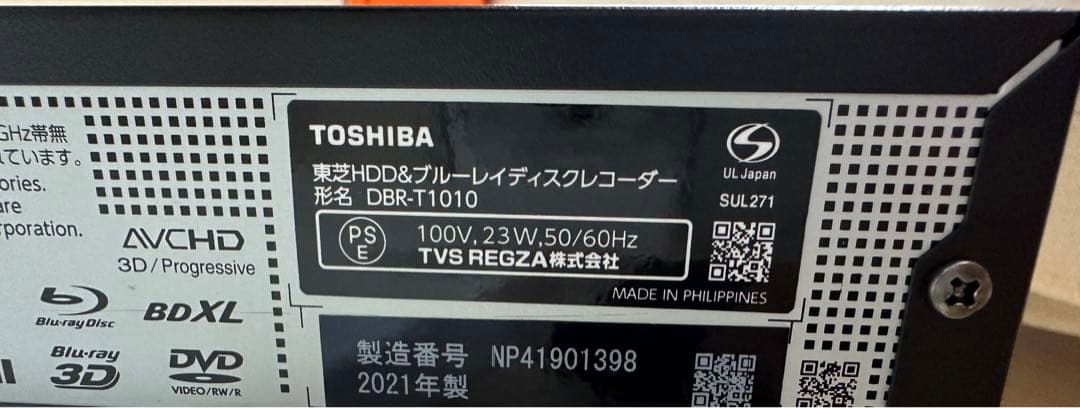 GHz帯無
ています。
ories.
are
rporation.
AVCHD
3D/Progressive
Blu-ray Disc
BDXL
Blu-ray
3D
DVD
VIDEO/RW/R
TOSHIBA
東芝HDD&ブルーレイディスクレコーダー
形名 DBR-T1010
PS
E
100V,23W,50/60Hz
TVS REGZA株式会社
S
UL Japan
SUL271
MADE IN PHILIPPINES
製造番号 NP41901398
2021年製